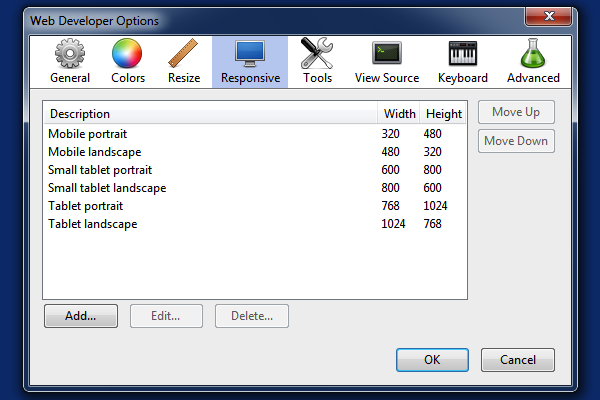 Web Developer Options
General Colors Resize Responsive Tools View Source Keyboard Advanced
Description Width Height
Mobile portrait 320 480
Mobile landscape 480 320
Small tablet portrait 600 800
Small tablet landscape 800 600
Tablet portrait 768 1024
Tablet landscape 1024 768
Move Up
Move Down
Add... Edit... Delete...
OK Cancel